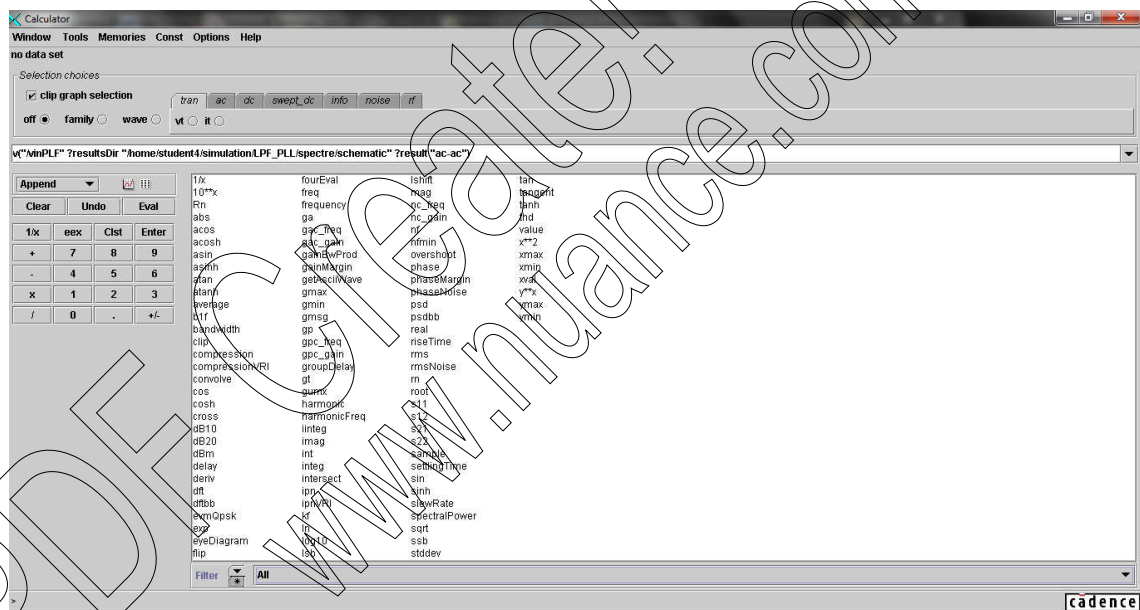 Calculator
Window Tools Memories Const Options Help
no data set
Selection choices
clip graph selection
tran ac dc swept_dc info noise rf
off family wave vt it
v("/vinPLF" ?resultsDir "/home/student4/simulation/LPF_PLL/spectre/schematic" ?result "ac-ac")
Append
Clear Undo Eval
1/x eex Clst Enter
+ 7 8 9
- 4 5 6
x 1 2 3
/ 0 . +/-
1/x fourEval lshift tan
10**x freq mag tangent
Rn frequency nc_freq tanh
abs ga nc_gain thd
acos gac_freq nf value
acosh gac_gain nfmin x**2
asin gainBwProd overshoot xmax
asinh gainMargin phase xmin
atan getAsciiWave phaseMargin xval
atanh gmax phaseNoise y**x
average gmin psd ymax
b1f gmsg psdbb ymin
bandwidth gp real
clip gpc_freq riseTime
compression gpc_gain rms
compressionVRI groupDelay rmsNoise
convolve gt rn
cos gumx root
cosh harmonic s11
cross harmonicFreq s12
dB10 iinteg s21
dB20 imag s22
dBm int sample
delay integ settlingTime
deriv intersect sin
dft ipn sinh
dftbb ipnVRI slewRate
evmQpsk kf spectralPower
exp ln sqrt
eyeDiagram log10 ssb
flip lsb stddev
Filter All
>
cadence
PDF Create!
www.nuance.com